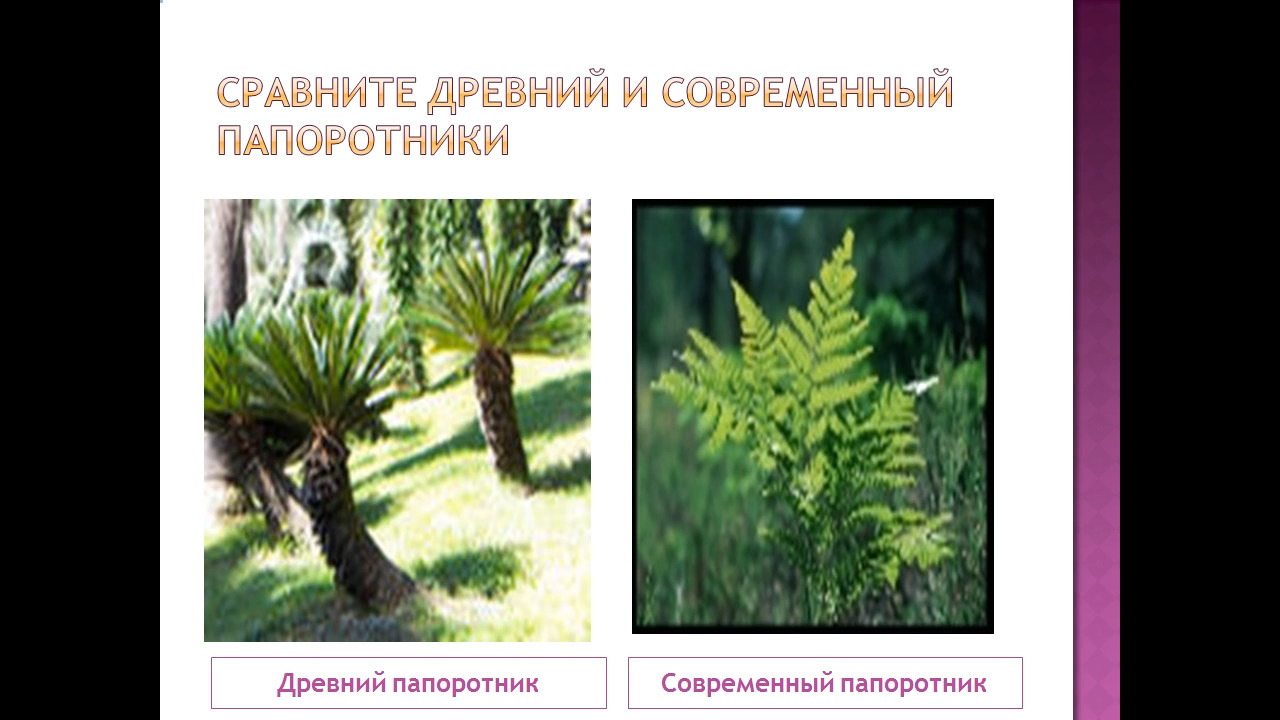 СРАВНИТЕ ДРЕВНИЙ И СОВРЕМЕННЫЙ
ПАПОРОТНИКИ
Древний папоротник
Современный папоротник